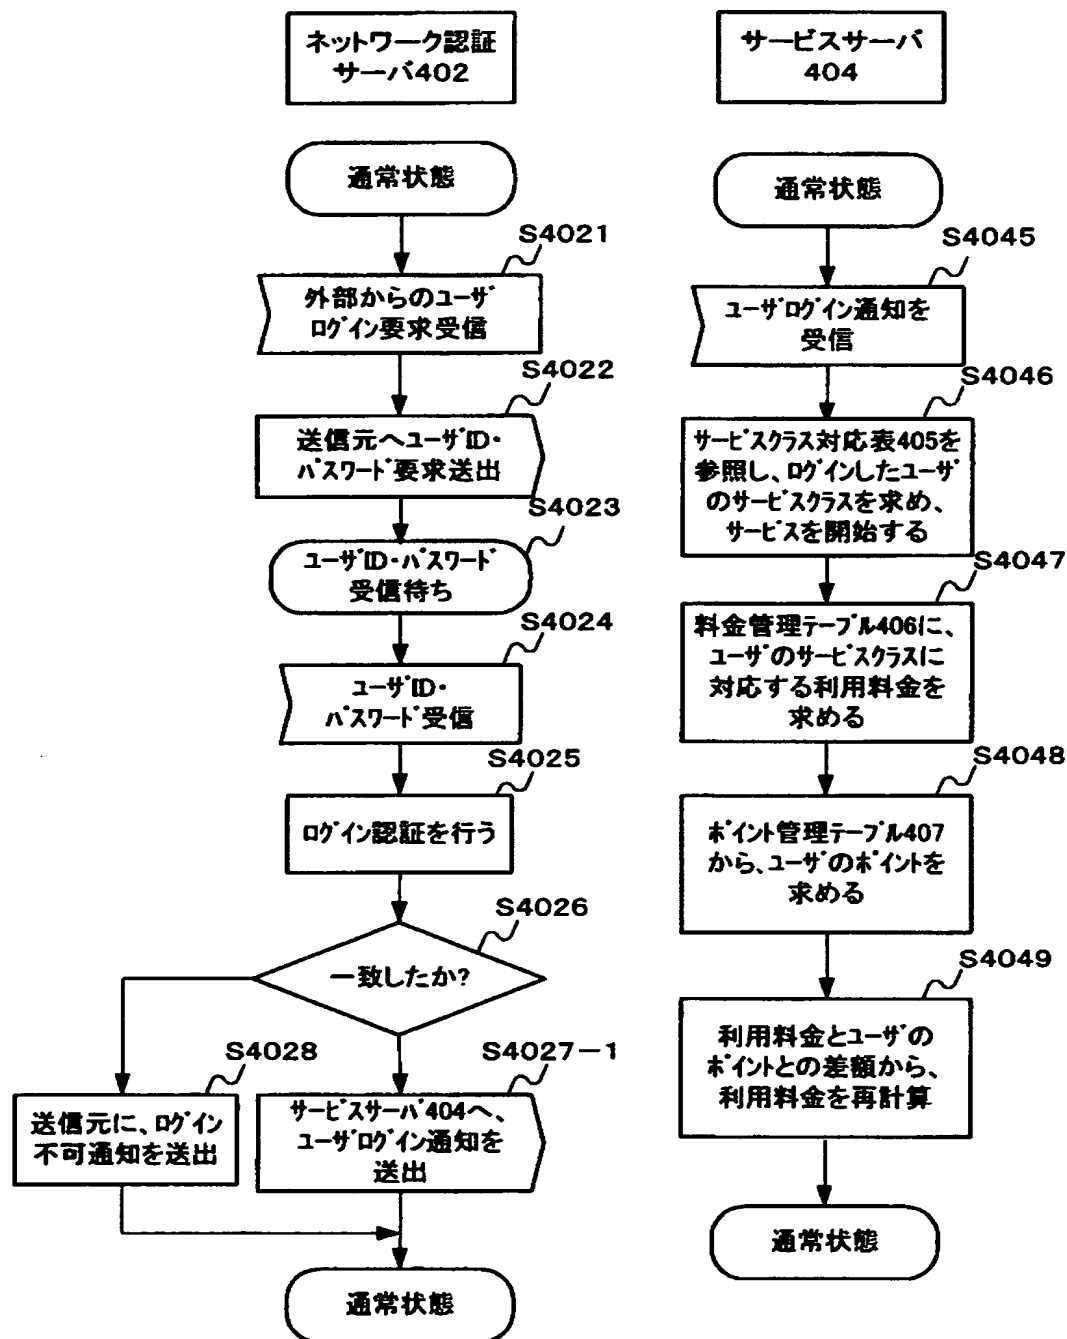 ネットワーク認証
サーバ402
通常状態
S4021
外部からのユーザ
ログイン要求受信
S4022
送信元へユーザID・
パスワード要求送出
S4023
ユーザID・パスワード
受信待ち
S4024
ユーザID・
パスワード受信
S4025
ログイン認証を行う
S4026
一致したか?
S4028
送信元に、ログイン
不可通知を送出
S4027-1
サービスサーバ404へ、
ユーザログイン通知を
送出
通常状態
サービスサーバ
404
通常状態
S4045
ユーザログイン通知を
受信
S4046
サービスクラス対応表405を
参照し、ログインしたユーザ
のサービスクラスを求め、
サービスを開始する
S4047
料金管理テーブル406に、
ユーザのサービスクラスに
対応する利用料金を
求める
S4048
ポイント管理テーブル407
から、ユーザのポイントを
求める
S4049
利用料金とユーザの
ポイントとの差額から、
利用料金を再計算
通常状態